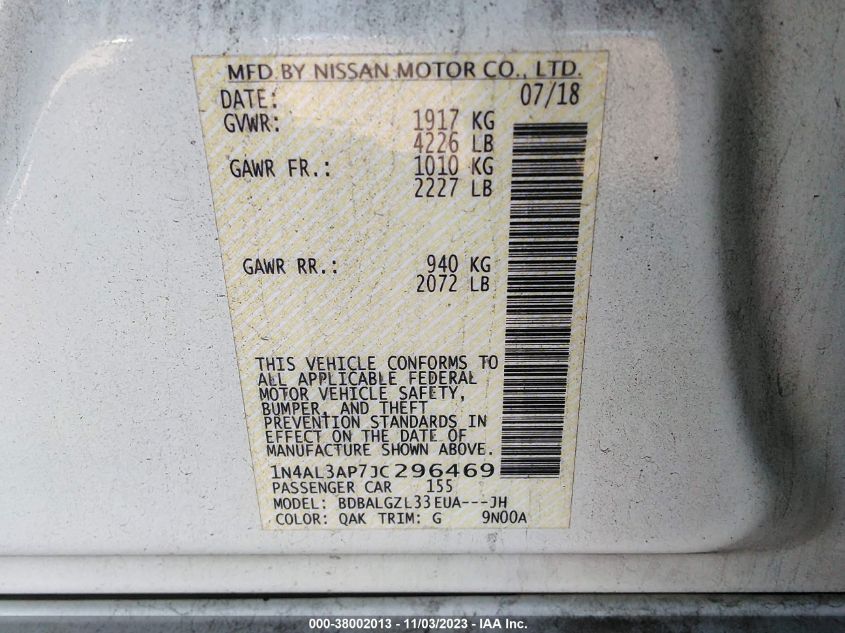 MFD.BY NISSAN MOTOR CO., LTD.
DATE: 07/18
GVWR: 1917 KG
4226 LB
GAWR FR.: 1010 KG
2227 LB
GAWR RR.: 940 KG
2072 LB
THIS VEHICLE CONFORMS TO
ALL APPLICABLE FEDERAL
MOTOR VEHICLE SAFETY,
BUMPER, AND THEFT
PREVENTION STANDARDS IN
EFFECT ON THE DATE OF
MANUFACTURE SHOWN ABOVE.
1N4AL3AP7JC296469
PASSENGER CAR 155
MODEL: BDBALGZL33EUA---JH
COLOR: QAK TRIM: G 9N00A
000-38002013 - 11/03/2023 - IAA Inc.